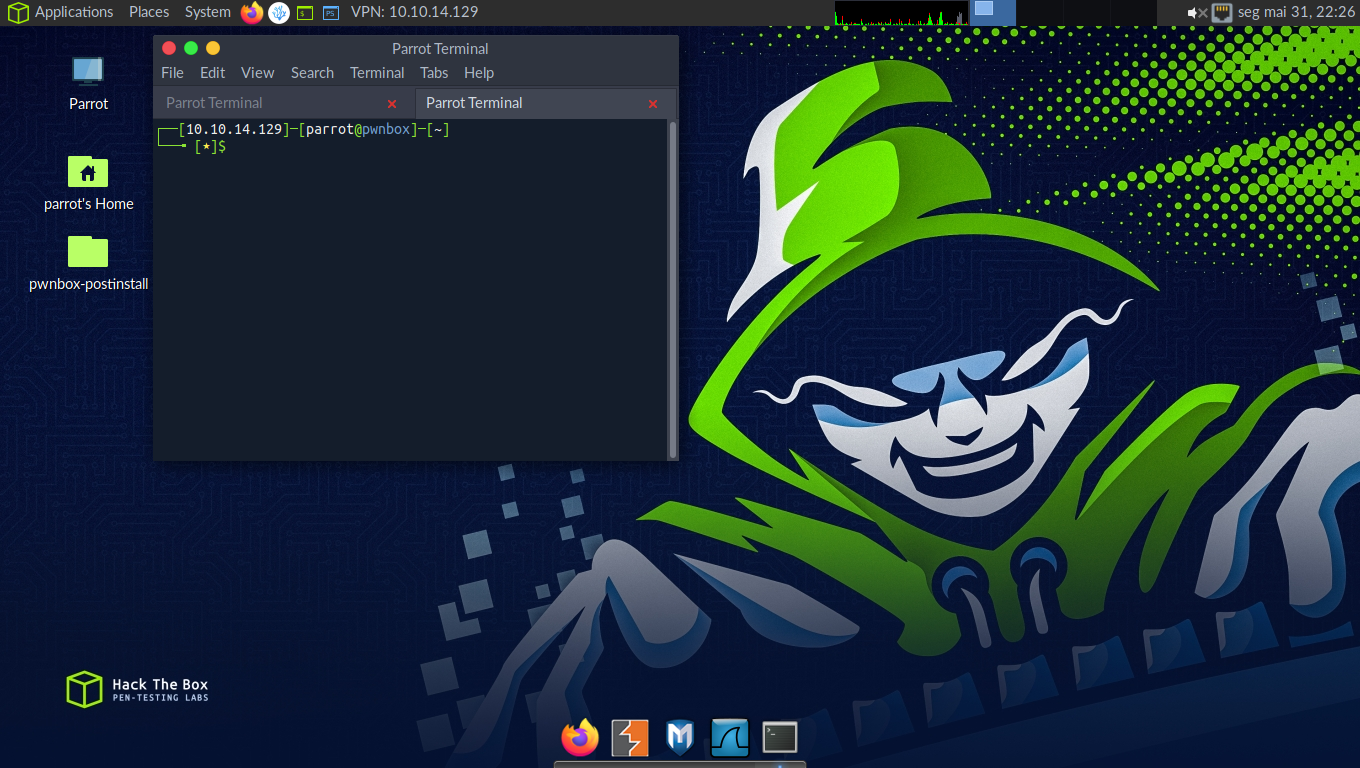 Applications Places System VPN: 10.10.14.129 seg mai 31, 22:26
Parrot
parrot's Home
pwnbox-postinstall
Parrot Terminal
File Edit View Search Terminal Tabs Help
Parrot Terminal × Parrot Terminal ×
┌──[10.10.14.129]─[parrot@pwnbox]─[~]
└──╼ [★]$
Hack The Box
PEN-TESTING LABS